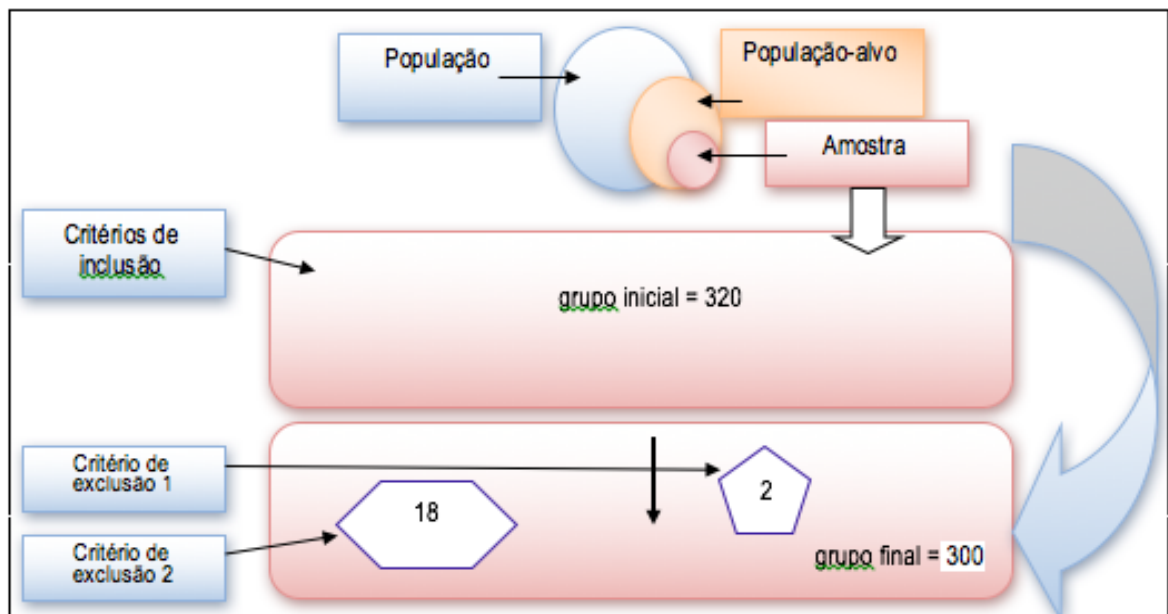 População
População-alvo
Amostra
Critérios de
inclusão
grupo inicial = 320
Critério de
exclusão 1
2
18
Critério de
exclusão 2
grupo final = 300